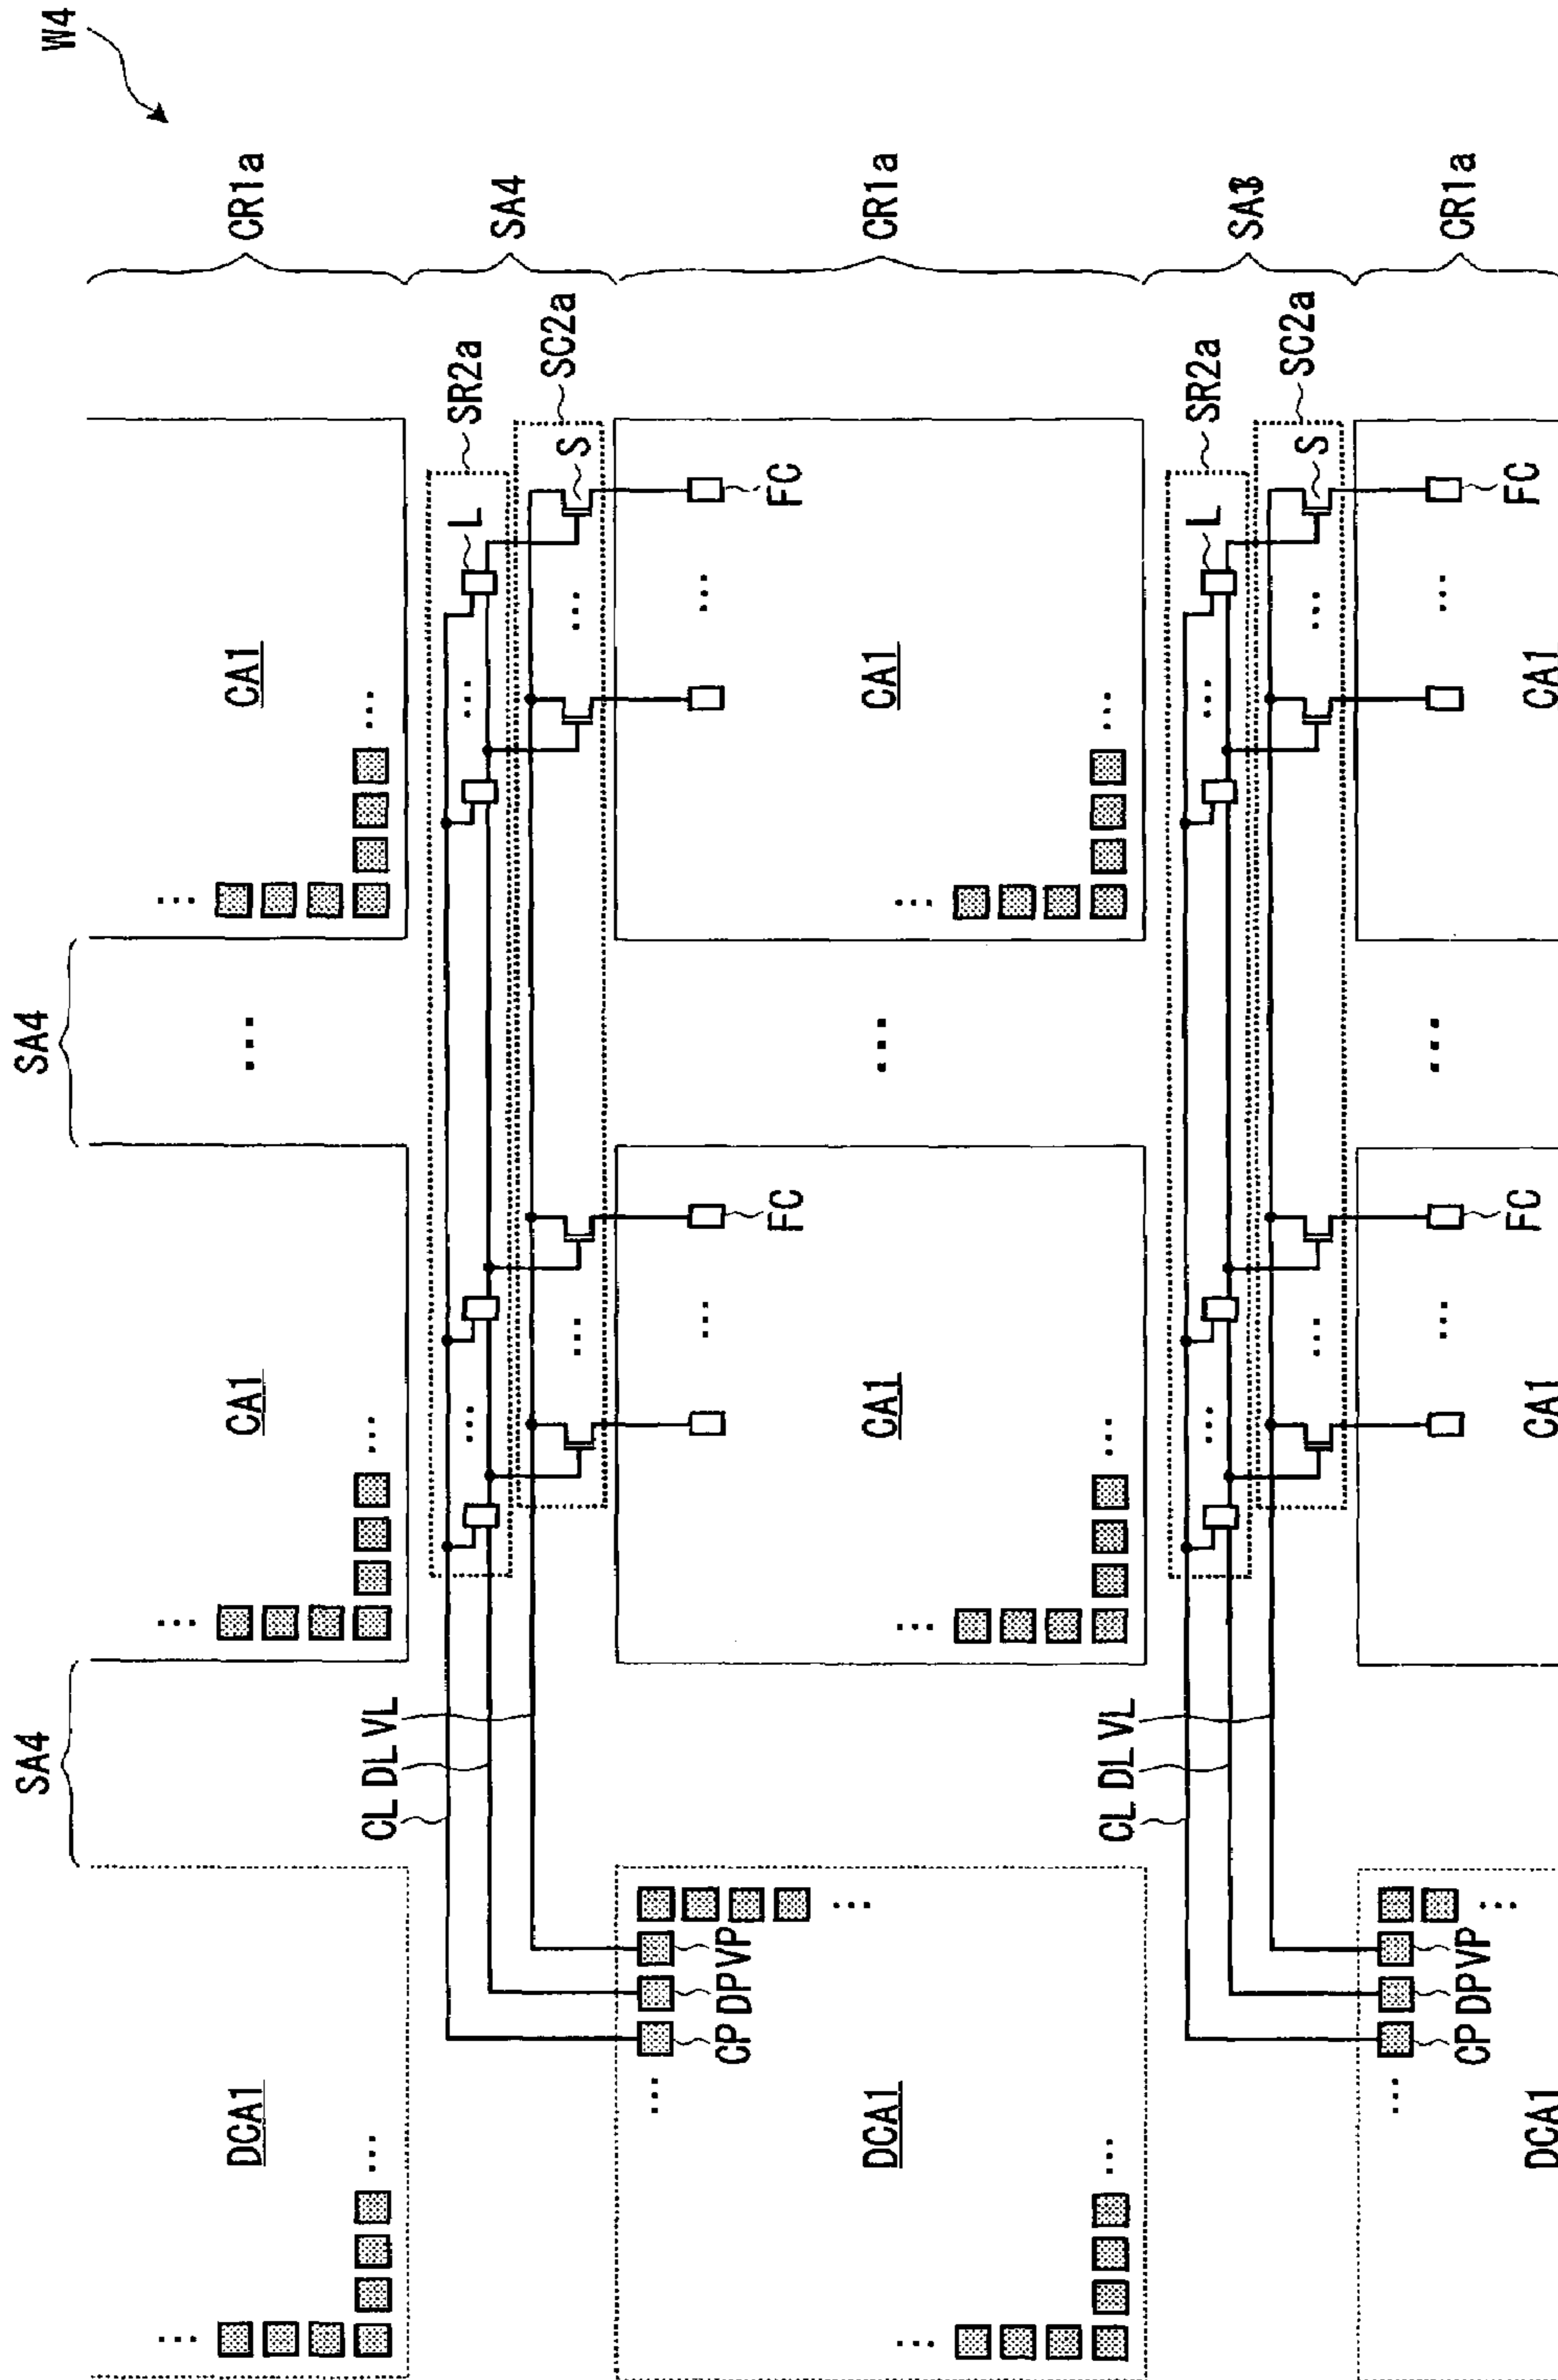 SA4
SA4
W4
DCA1
CA1
CA1
CR1a
CL DL VL
SR2a
L
SA4
SC2a
S
CP DP VP
FC
FC
DCA1
CA1
CA1
CR1a
CL DL VL
SR2a
L
SC2a
S
CP DP VP
FC
FC
DCA1
CA1
CA1
CR1a